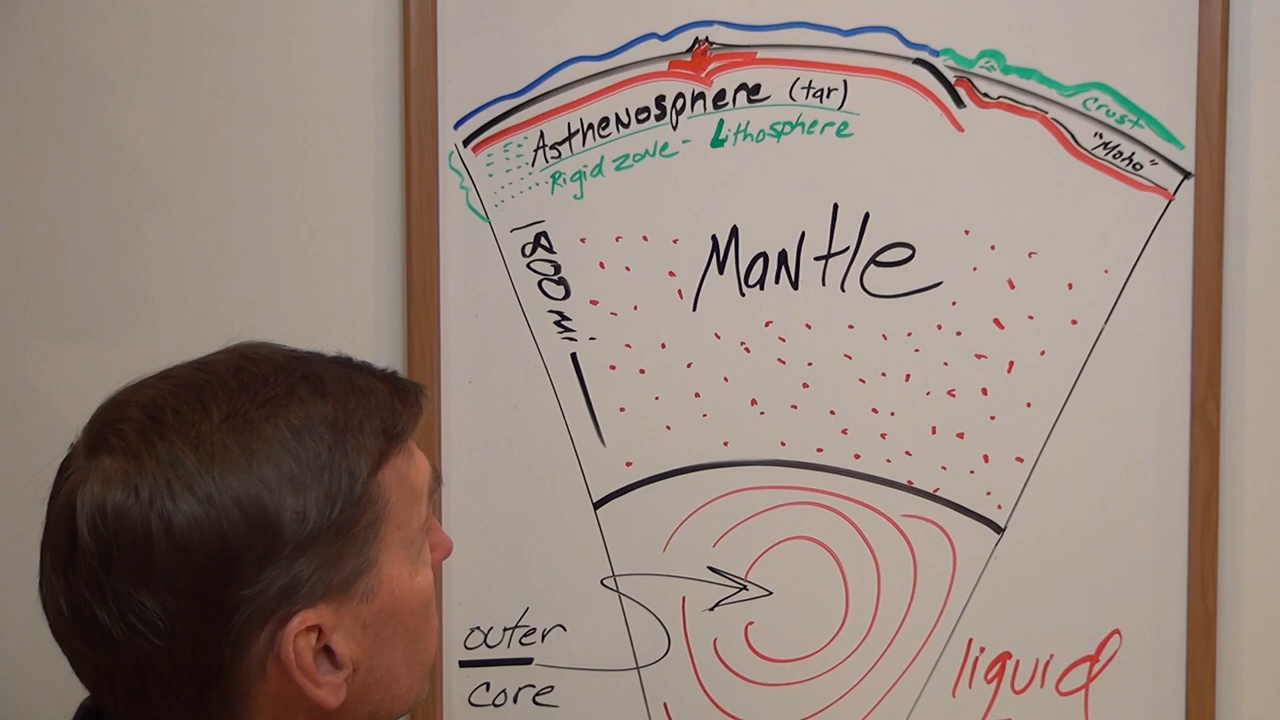 Asthenosphere (tar)
Rigid zone - Lithosphere
crust
"Moho"
1800 mi
Mantle
outer
core
liquid